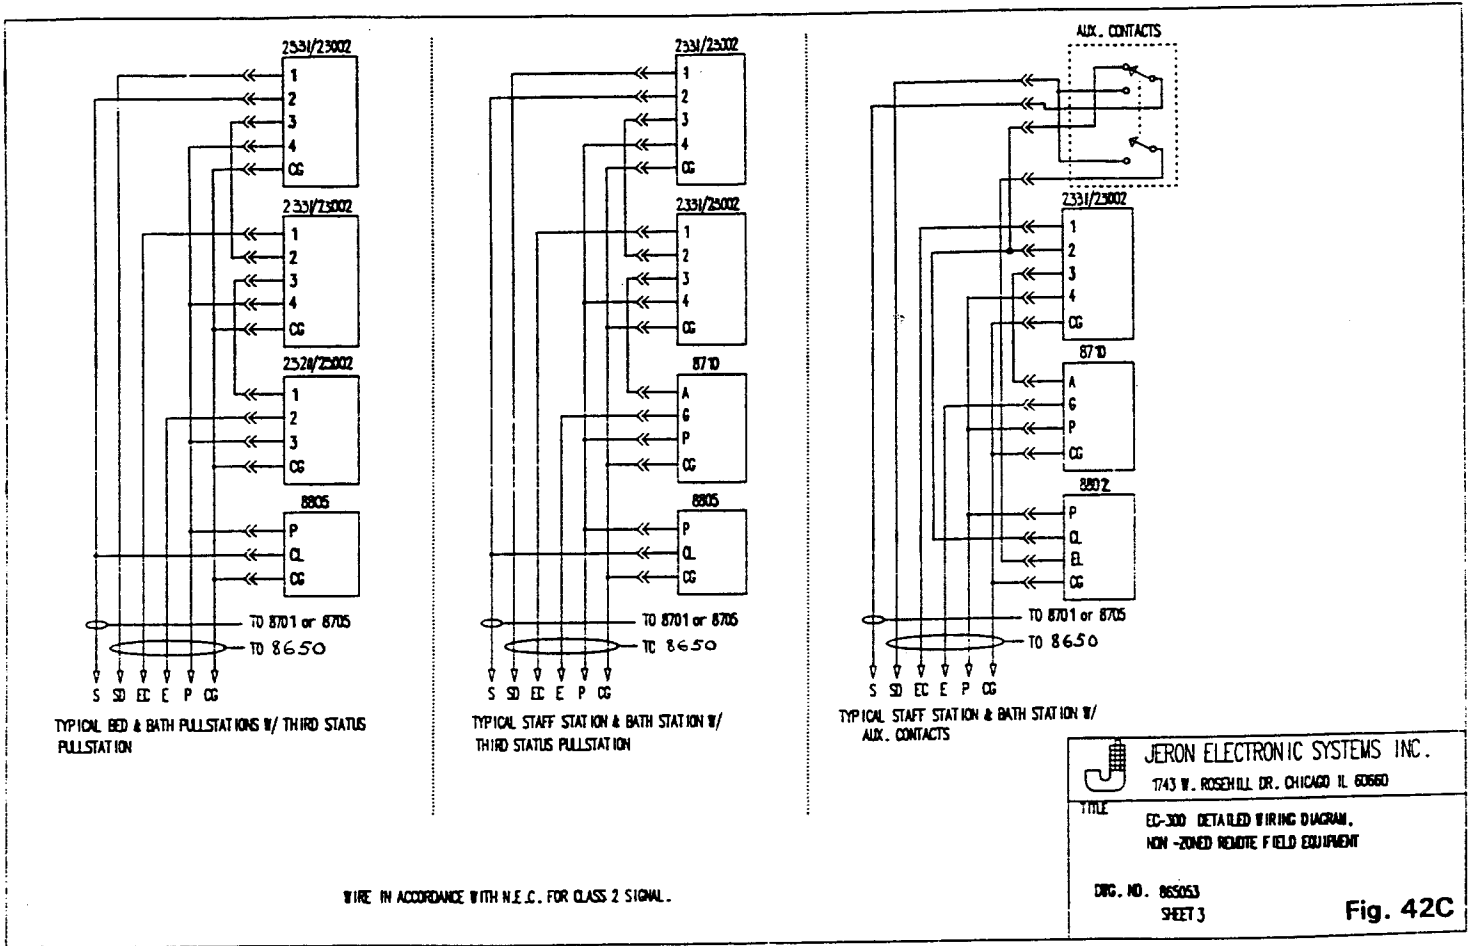 2331/23002
1
2
3
4
CG
2331/23002
1
2
3
4
CG
2320/23002
1
2
3
CG
8805
P
CL
CG
TO 8701 or 8705
TO 8650
S SD EC E P CG
TYPICAL BED & BATH PULLSTATIONS W/ THIRD STATUS
PULLSTATION
2331/23002
1
2
3
4
CG
2331/23002
1
2
3
4
CG
8710
A
G
P
CG
8805
P
CL
CG
TO 8701 or 8705
TO 8650
S SD EC E P CG
TYPICAL STAFF STATION & BATH STATION W/
THIRD STATUS PULLSTATION
AUX. CONTACTS
2331/23002
1
2
3
4
CG
8710
A
G
P
CG
8802
P
CL
EL
CG
TO 8701 or 8705
TO 8650
S SD EC E P CG
TYPICAL STAFF STATION & BATH STATION W/
AUX. CONTACTS
WIRE IN ACCORDANCE WITH N.E.C. FOR CLASS 2 SIGNAL.
JERON ELECTRONIC SYSTEMS INC.
1743 W. ROSEHILL DR. CHICAGO IL 60660
TITLE
EC-300 DETAILED WIRING DIAGRAM.
NON -ZONED REMOTE FIELD EQUIPMENT
DWG. NO. 865053
SHEET 3
Fig. 42C